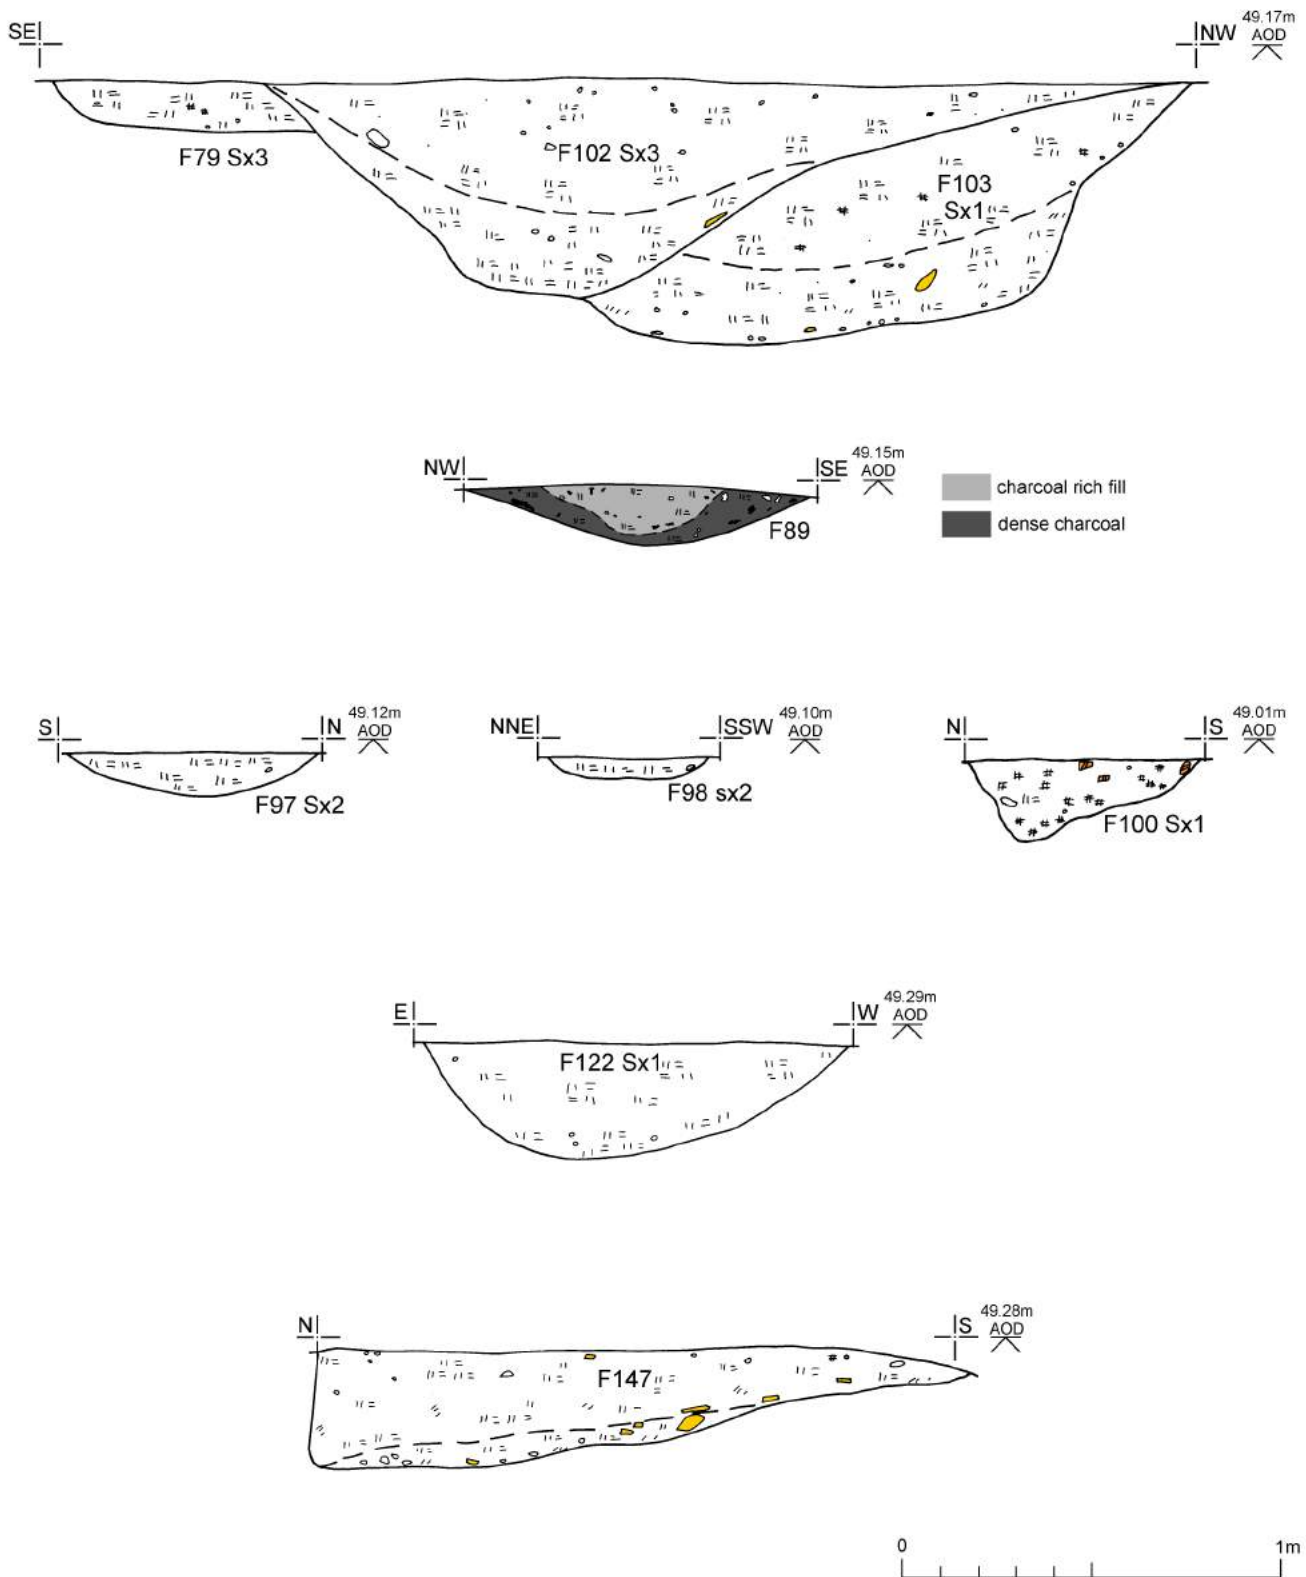 SE
NW
49.17m
AOD
F79 Sx3
F102 Sx3
F103
Sx1
NW
SE
49.15m
AOD
F89
charcoal rich fill
dense charcoal
S
N
49.12m
AOD
F97 Sx2
NNE
SSW
49.10m
AOD
F98 sx2
N
S
49.01m
AOD
F100 Sx1
E
W
49.29m
AOD
F122 Sx1
N
S
49.28m
AOD
F147
0
1m